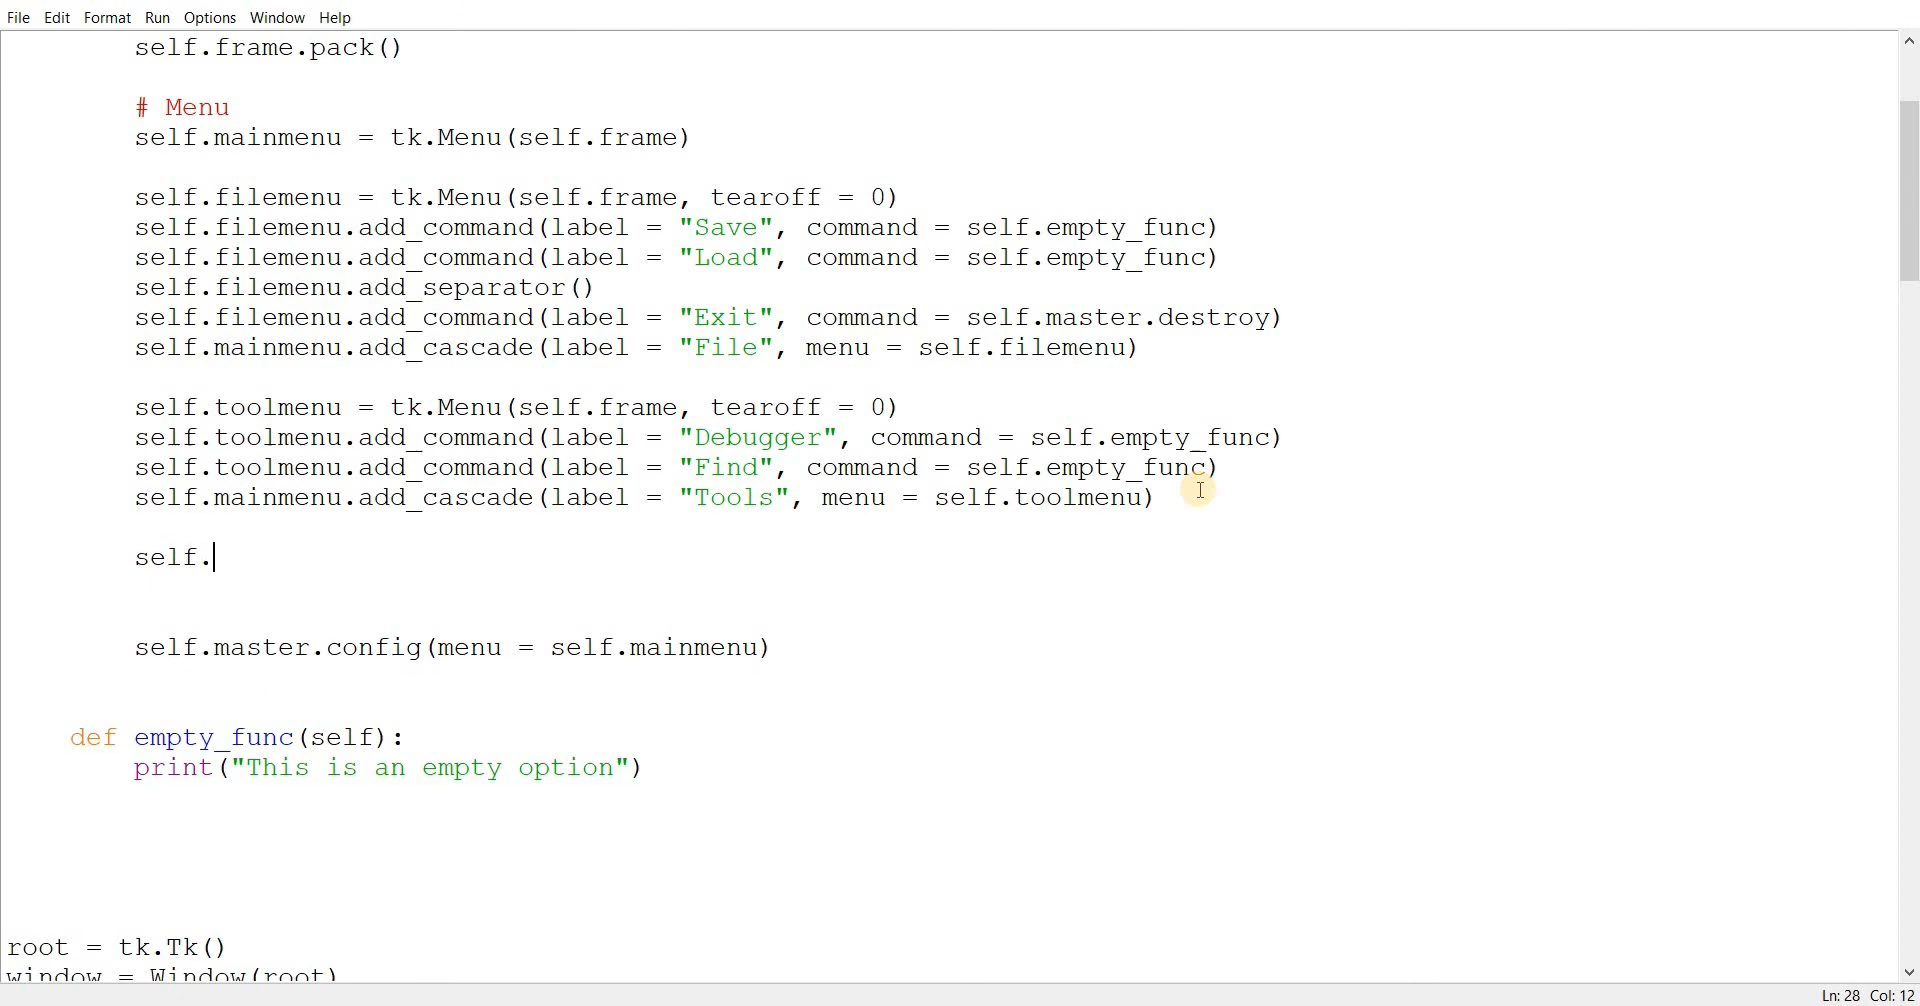 File Edit Format Run Options Window Help
self.frame.pack()
# Menu
self.mainmenu = tk.Menu(self.frame)
self.filemenu = tk.Menu(self.frame, tearoff = 0)
self.filemenu.add_command(label = "Save", command = self.empty_func)
self.filemenu.add_command(label = "Load", command = self.empty_func)
self.filemenu.add_separator()
self.filemenu.add_command(label = "Exit", command = self.master.destroy)
self.mainmenu.add_cascade(label = "File", menu = self.filemenu)
self.toolmenu = tk.Menu(self.frame, tearoff = 0)
self.toolmenu.add_command(label = "Debugger", command = self.empty_func)
self.toolmenu.add_command(label = "Find", command = self.empty_func)
self.mainmenu.add_cascade(label = "Tools", menu = self.toolmenu)
self.
self.master.config(menu = self.mainmenu)
def empty_func(self):
print("This is an empty option")
root = tk.Tk()
window = Window(root)
Ln: 28 Col: 12